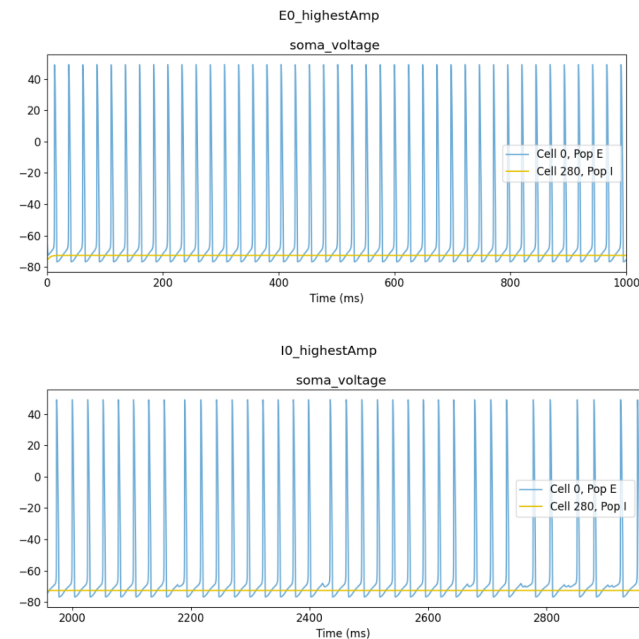 E0_highestAmp
soma_voltage
40
20
0
−20
−40
−60
−80
Cell 0, Pop E
Cell 280, Pop I
0
200
400
600
800
1000
Time (ms)
I0_highestAmp
soma_voltage
40
20
0
−20
−40
−60
−80
Cell 0, Pop E
Cell 280, Pop I
2000
2200
2400
2600
2800
Time (ms)